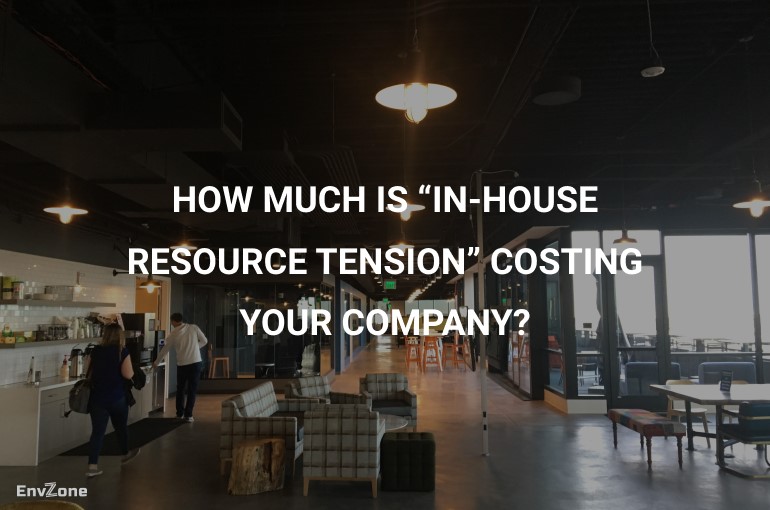 HOW MUCH IS “IN-HOUSE
RESOURCE TENSION” COSTING
YOUR COMPANY?
EnvZone